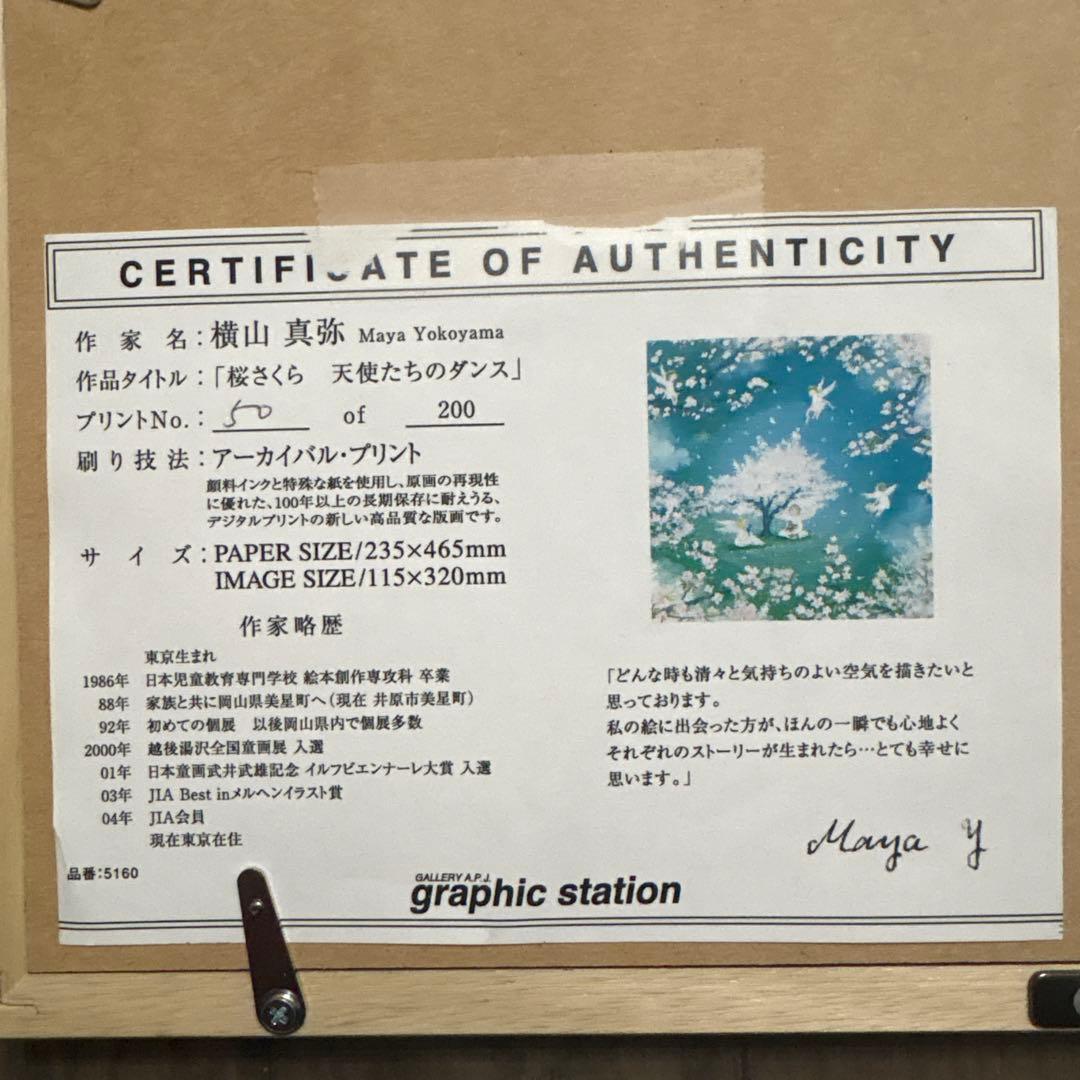 CERTIFICATE OF AUTHENTICITY
作家名：横山 真弥 Maya Yokoyama
作品タイトル：「桜さくら 天使たちのダンス」
プリントNo.：50 of 200
刷り技法：アーカイバル・プリント
顔料インクと特殊な紙を使用し、原画の再現性
に優れた、100年以上の長期保存に耐えうる、
デジタルプリントの新しい高品質な版画です。
サイズ：PAPER SIZE/235×465mm
IMAGE SIZE/115×320mm
作家略歴
東京生まれ
1986年 日本児童教育専門学校 絵本創作専攻科 卒業
88年 家族と共に岡山県美星町へ（現在 井原市美星町）
92年 初めての個展 以後岡山県内で個展多数
2000年 越後湯沢全国童画展 入選
01年 日本童画武井武雄記念 イルフビエンナーレ大賞 入選
03年 JIA Best inメルヘンイラスト賞
04年 JIA会員
現在東京在住
品番：5160
「どんな時も清々と気持ちのよい空気を描きたいと
思っております。
私の絵に出会った方が、ほんの一瞬でも心地よく
それぞれのストーリーが生まれたら…とても幸せに
思います。」
Maya Y
GALLERY A.P.J.
graphic station